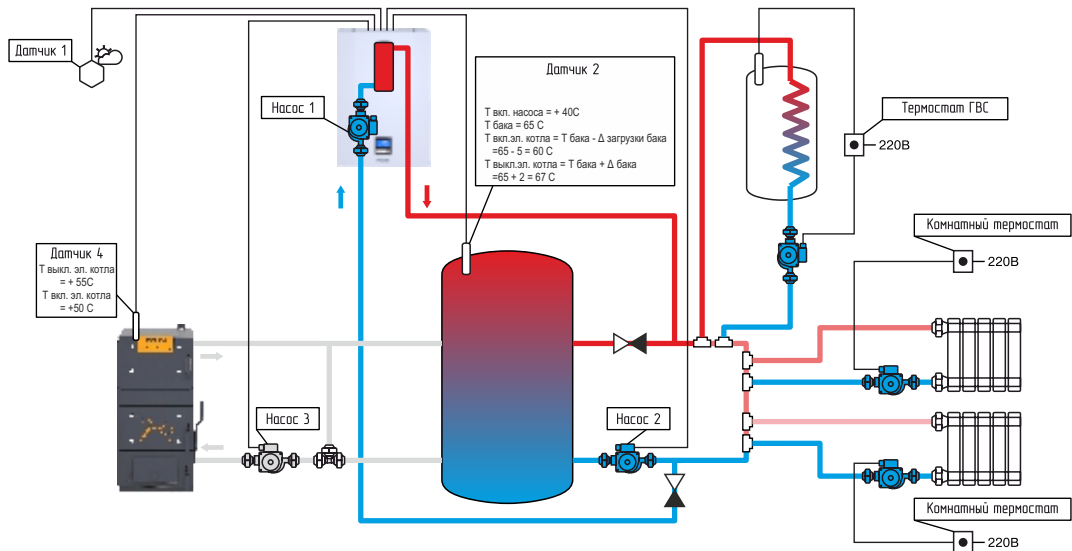 Датчик 1
Насос 1
Датчик 2
Т вкл. насоса = + 40С
Т бака = 65 С
Т вкл.эл. котла = Т бака - Δ загрузки бака
=65 - 5 = 60 С
Т выкл.эл. котла = Т бака + Δ бака
=65 + 2 = 67 С
Термостат ГВС
220В
Комнатный термостат
220В
Датчик 4
Т выкл. эл. котла
= + 55С
Т вкл. эл. котла
= +50 С
Насос 3
Насос 2
Комнатный термостат
220В